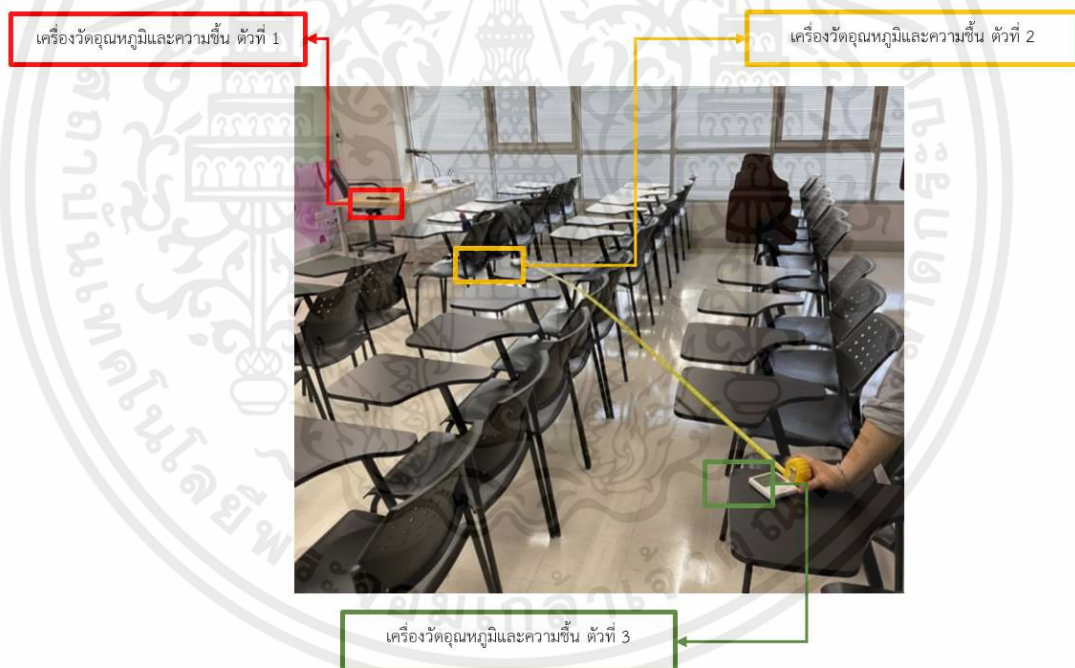 เครื่องวัดอุณหภูมิและความชื้น ตัวที่ 1
เครื่องวัดอุณหภูมิและความชื้น ตัวที่ 2
เครื่องวัดอุณหภูมิและความชื้น ตัวที่ 3